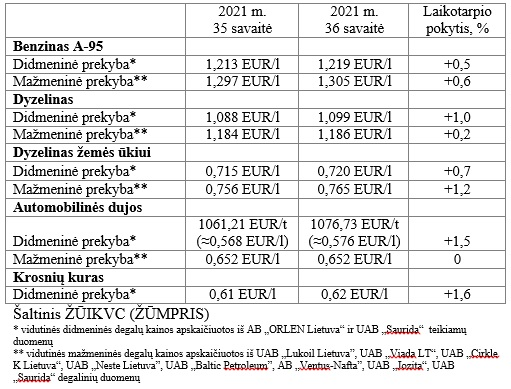 2021 m. 2021 m. Laikotarpio
35 savaitė 36 savaitė pokytis, %
Benzinas A-95
Didmeninė prekyba* 1,213 EUR/l 1,219 EUR/l +0,5
Mažmeninė prekyba** 1,297 EUR/l 1,305 EUR/l +0,6
Dyzelinas
Didmeninė prekyba* 1,088 EUR/l 1,099 EUR/l +1,0
Mažmeninė prekyba** 1,184 EUR/l 1,186 EUR/l +0,2
Dyzelinas žemės ūkiui
Didmeninė prekyba* 0,715 EUR/l 0,720 EUR/l +0,7
Mažmeninė prekyba** 0,756 EUR/l 0,765 EUR/l +1,2
Automobilinės dujos
1061,21 EUR/t 1076,73 EUR/t
Didmeninė prekyba* (≈0,568 EUR/l) (≈0,576 EUR/l) +1,5
Mažmeninė prekyba** 0,652 EUR/l 0,652 EUR/l 0
Krosnių kuras
Didmeninė prekyba* 0,61 EUR/l 0,62 EUR/l +1,6
Šaltinis ŽŪIKVC (ŽŪMPRIS)
* vidutinės didmeninės degalų kainos apskaičiuotos iš AB „ORLEN Lietuva“ ir UAB „Saurida“ teikiamų
duomenų
** vidutinės mažmeninės degalų kainos apskaičiuotos iš UAB „Lukoil Lietuva”, UAB „Viada LT“, UAB „Cirkle
K Lietuva“, UAB „Neste Lietuva”, UAB „Baltic Petroleum”, AB „Ventus-Nafta”, UAB „Jozita”, UAB
„Saurida“ degalinių duomenų